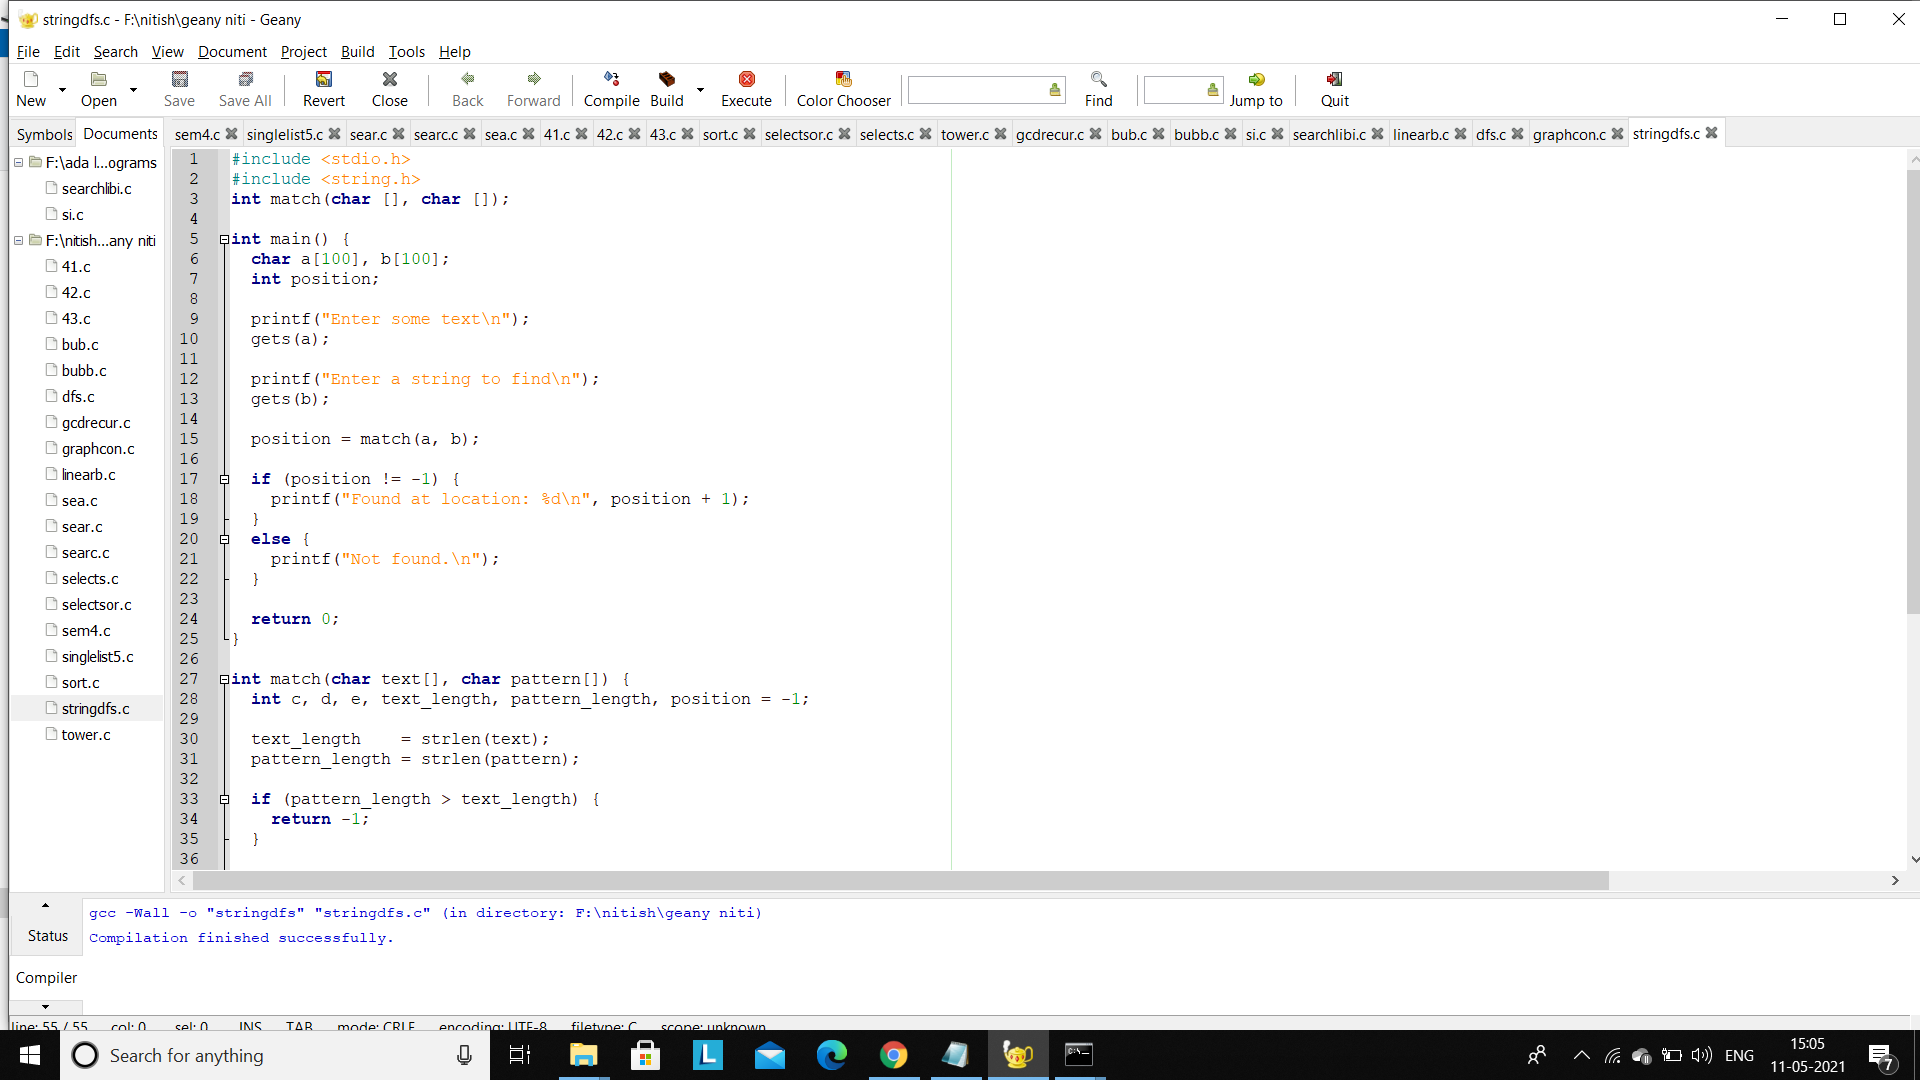 stringdfs.c - F:\nitish\geany niti - Geany
File Edit Search View Document Project Build Tools Help
New Open Save Save All Revert Close Back Forward Compile Build Execute Color Chooser Find Jump to Quit
Symbols Documents sem4.c singlelist5.c sear.c searc.c sea.c 41.c 42.c 43.c sort.c selectsor.c selects.c tower.c gcdrecur.c bub.c bubb.c si.c searchlibi.c linearb.c dfs.c graphcon.c stringdfs.c
F:\ada l...ograms
searchlibi.c
si.c
F:\nitish...any niti
41.c
42.c
43.c
bub.c
bubb.c
dfs.c
gcdrecur.c
graphcon.c
linearb.c
sea.c
sear.c
searc.c
selects.c
selectsor.c
sem4.c
singlelist5.c
sort.c
stringdfs.c
tower.c
1 #include <stdio.h>
2 #include <string.h>
3 int match(char [], char []);
4
5 int main() {
6 char a[100], b[100];
7 int position;
8
9 printf("Enter some text\n");
10 gets(a);
11
12 printf("Enter a string to find\n");
13 gets(b);
14
15 position = match(a, b);
16
17 if (position != -1) {
18 printf("Found at location: %d\n", position + 1);
19 }
20 else {
21 printf("Not found.\n");
22 }
23
24 return 0;
25 }
26
27 int match(char text[], char pattern[]) {
28 int c, d, e, text_length, pattern_length, position = -1;
29
30 text_length    = strlen(text);
31 pattern_length = strlen(pattern);
32
33 if (pattern_length > text_length) {
34 return -1;
35 }
36
Status
Compiler
gcc -Wall -o "stringdfs" "stringdfs.c" (in directory: F:\nitish\geany niti)
Compilation finished successfully.
line: 55 / 55 col: 0 sel: 0 INS TAB mode: CRLF encoding: UTF-8 filetype: C scope: unknown
Search for anything
L
C:\
ENG
15:05
11-05-2021
7